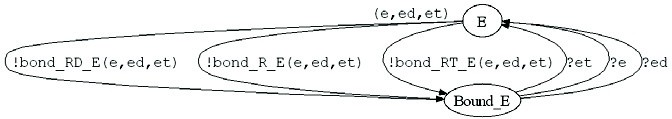 (e,ed,et) E
!bond_RD_E(e,ed,et) !bond_R_E(e,ed,et) !bond_RT_E(e,ed,et) ?et ?e ?ed
Bound_E